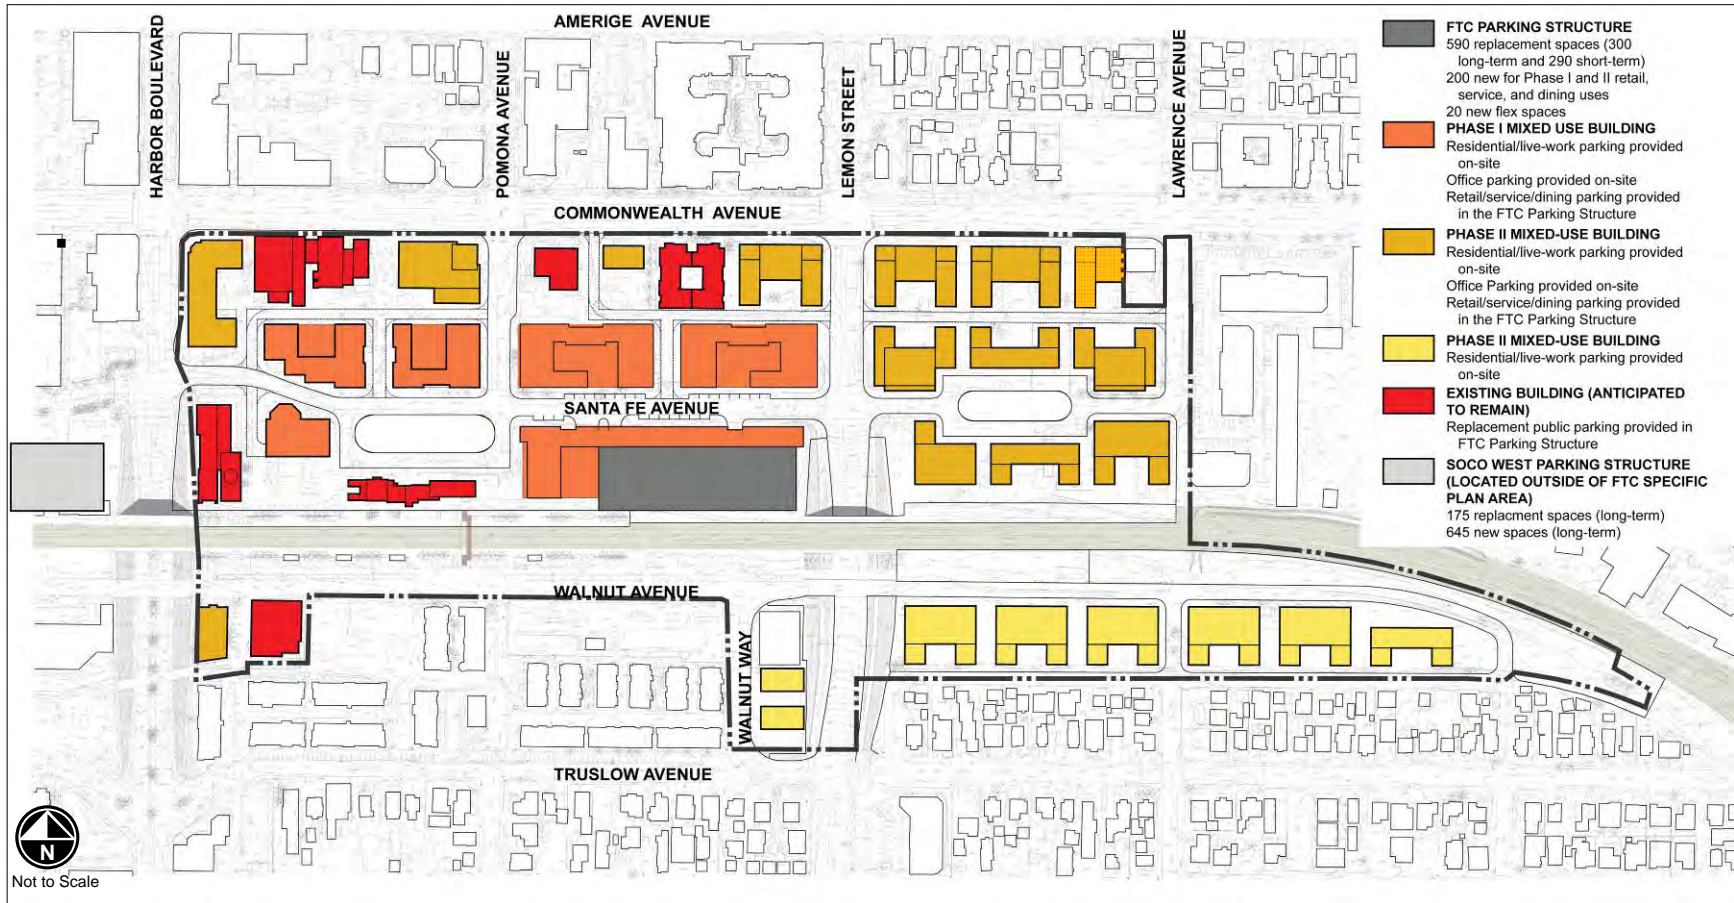 AMERIGE AVENUE
HARBOR BOULEVARD
POMONA AVENUE
LEMON STREET
LAWRENCE AVENUE
COMMONWEALTH AVENUE
SANTA FE AVENUE
WALNUT AVENUE
WALNUT WAY
TRUSLOW AVENUE
N
Not to Scale
FTC PARKING STRUCTURE
590 replacement spaces (300
long-term and 290 short-term)
200 new for Phase I and II retail,
service, and dining uses
20 new flex spaces
PHASE I MIXED USE BUILDING
Residential/live-work parking provided
on-site
Office parking provided on-site
Retail/service/dining parking provided
in the FTC Parking Structure
PHASE II MIXED-USE BUILDING
Residential/live-work parking provided
on-site
Office Parking provided on-site
Retail/service/dining parking provided
in the FTC Parking Structure
PHASE II MIXED-USE BUILDING
Residential/live-work parking provided
on-site
EXISTING BUILDING (ANTICIPATED
TO REMAIN)
Replacement public parking provided in
FTC Parking Structure
SOCO WEST PARKING STRUCTURE
(LOCATED OUTSIDE OF FTC SPECIFIC
PLAN AREA)
175 replacment spaces (long-term)
645 new spaces (long-term)